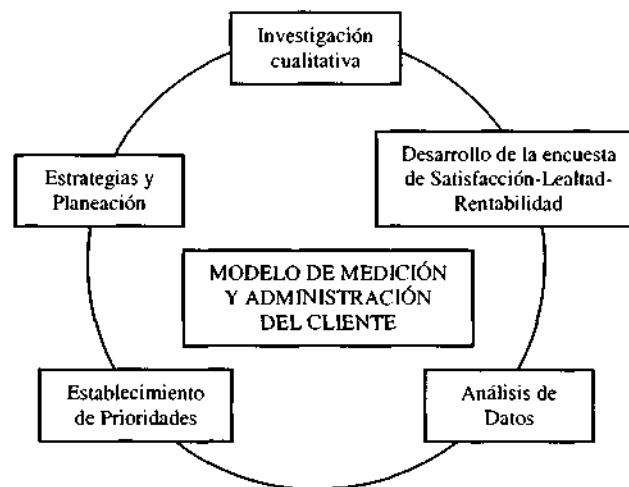 Investigación
cualitativa
Desarrollo de la encuesta
de Satisfacción-Lealtad-
Rentabilidad
Estrategias y
Planeación
MODELO DE MEDICIÓN
Y ADMINISTRACIÓN
DEL CLIENTE
Establecimiento
de Prioridades
Análisis de
Datos